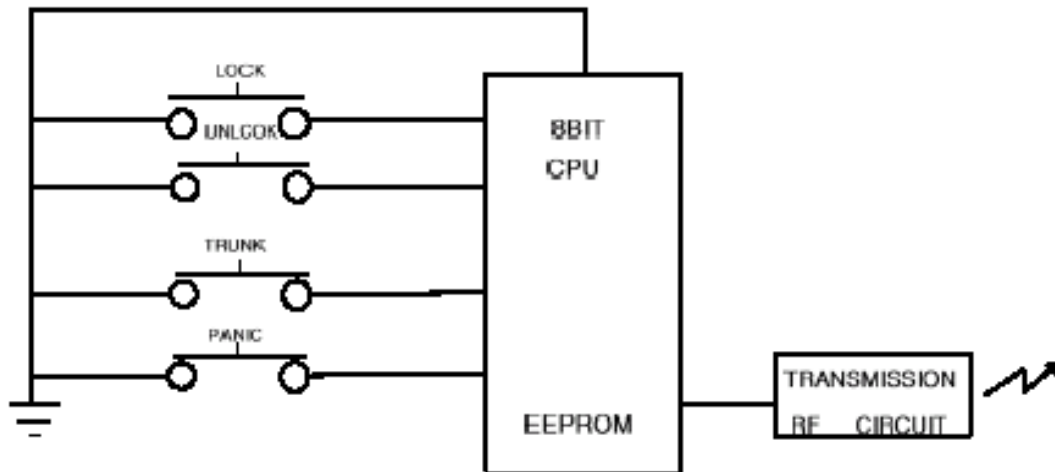 LOCK
UNLCOK
TRUNK
PANIC
8BIT
CPU
EEPROM
TRANSMISSION
RF CIRCUIT